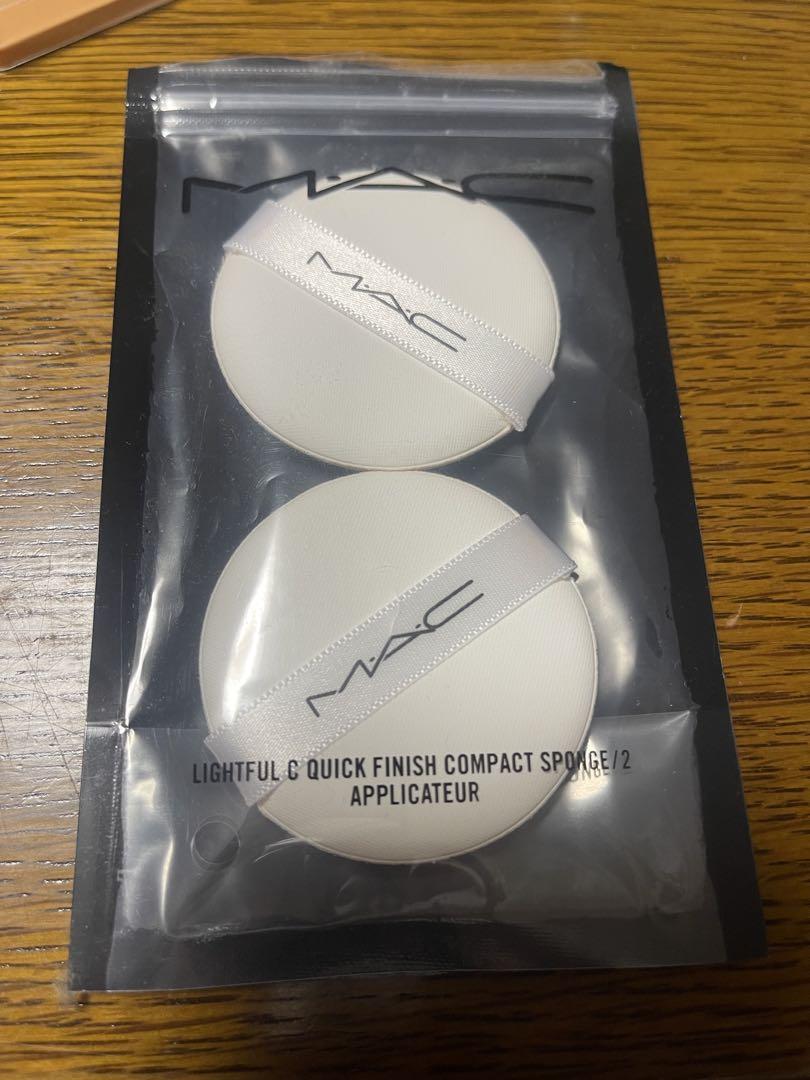 M·A·C
M·A·C
M·A·C
LIGHTFUL C QUICK FINISH COMPACT SPONGE/2
APPLICATEUR